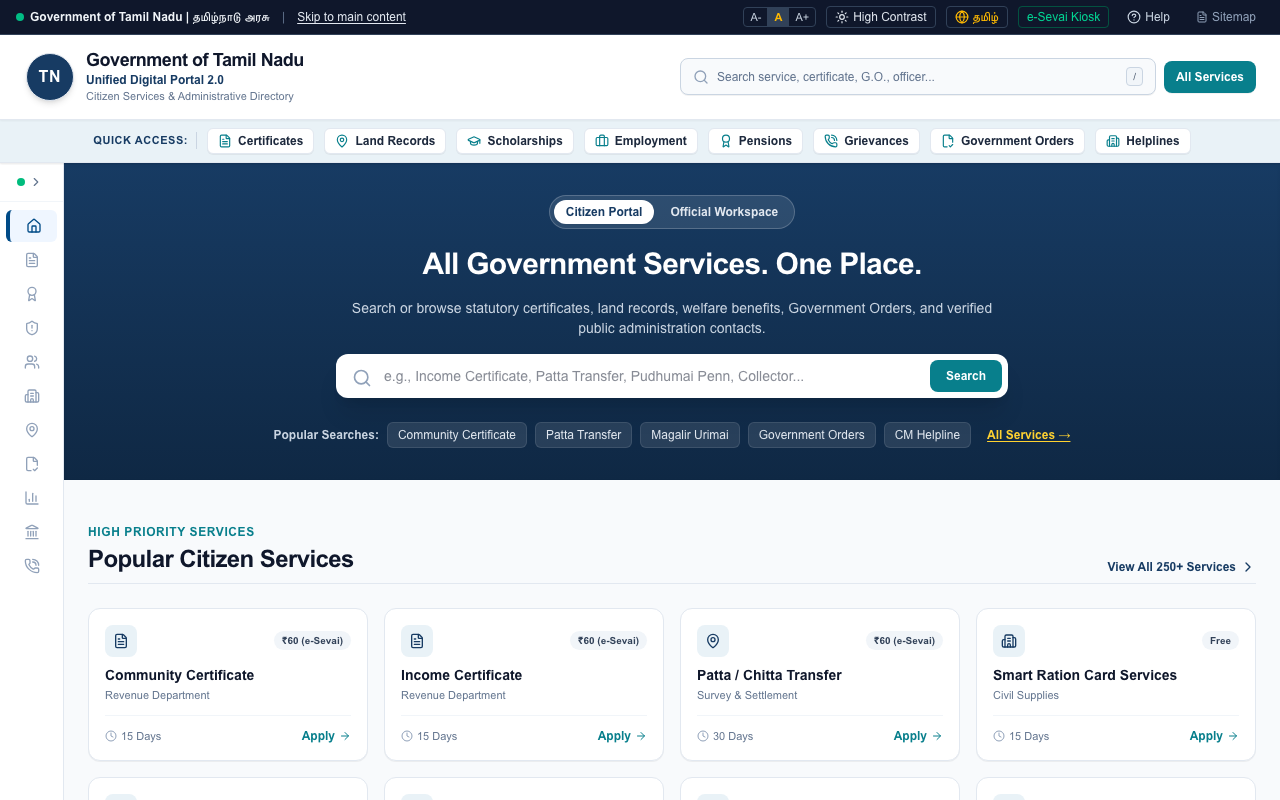 Government of Tamil Nadu | தமிழ்நாடு அரசு | Skip to main content
A- A A+ High Contrast தமிழ் e-Sevai Kiosk Help Sitemap
TN
Government of Tamil Nadu
Unified Digital Portal 2.0
Citizen Services & Administrative Directory
Search service, certificate, G.O., officer... /
All Services
QUICK ACCESS: Certificates Land Records Scholarships Employment Pensions Grievances Government Orders Helplines
Citizen Portal Official Workspace
All Government Services. One Place.
Search or browse statutory certificates, land records, welfare benefits, Government Orders, and verified
public administration contacts.
e.g., Income Certificate, Patta Transfer, Pudhumai Penn, Collector... Search
Popular Searches: Community Certificate Patta Transfer Magalir Urimai Government Orders CM Helpline All Services →
HIGH PRIORITY SERVICES
Popular Citizen Services
View All 250+ Services
₹60 (e-Sevai)
Community Certificate
Revenue Department
15 Days Apply →
₹60 (e-Sevai)
Income Certificate
Revenue Department
15 Days Apply →
₹60 (e-Sevai)
Patta / Chitta Transfer
Survey & Settlement
30 Days Apply →
Free
Smart Ration Card Services
Civil Supplies
15 Days Apply →